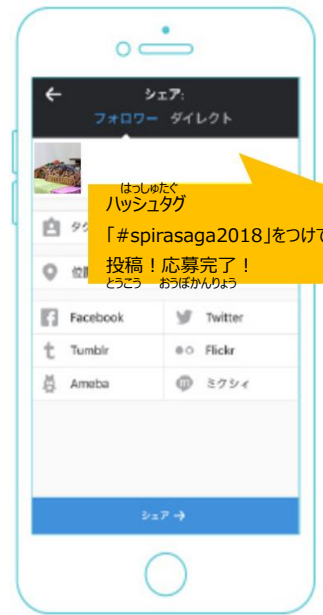 シェア:
フォロワー ダイレクト
はっしゅたぐ
ハッシュタグ
「#spirasaga2018」をつけて
投稿！応募完了！
とうこう おうぼかんりょう
タグ
位置
Facebook Twitter
Tumblr Flickr
Ameba ミクシィ
シェア →